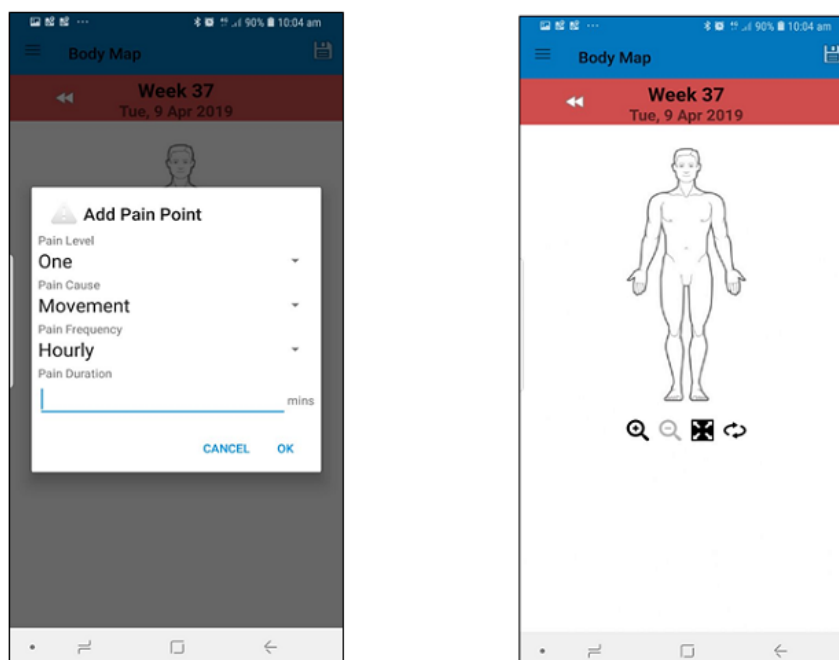 90% 10:04 am
Body Map
Week 37
Tue, 9 Apr 2019
Add Pain Point
Pain Level
One
Pain Cause
Movement
Pain Frequency
Hourly
Pain Duration
mins
CANCEL OK
90% 10:04 am
Body Map
Week 37
Tue, 9 Apr 2019